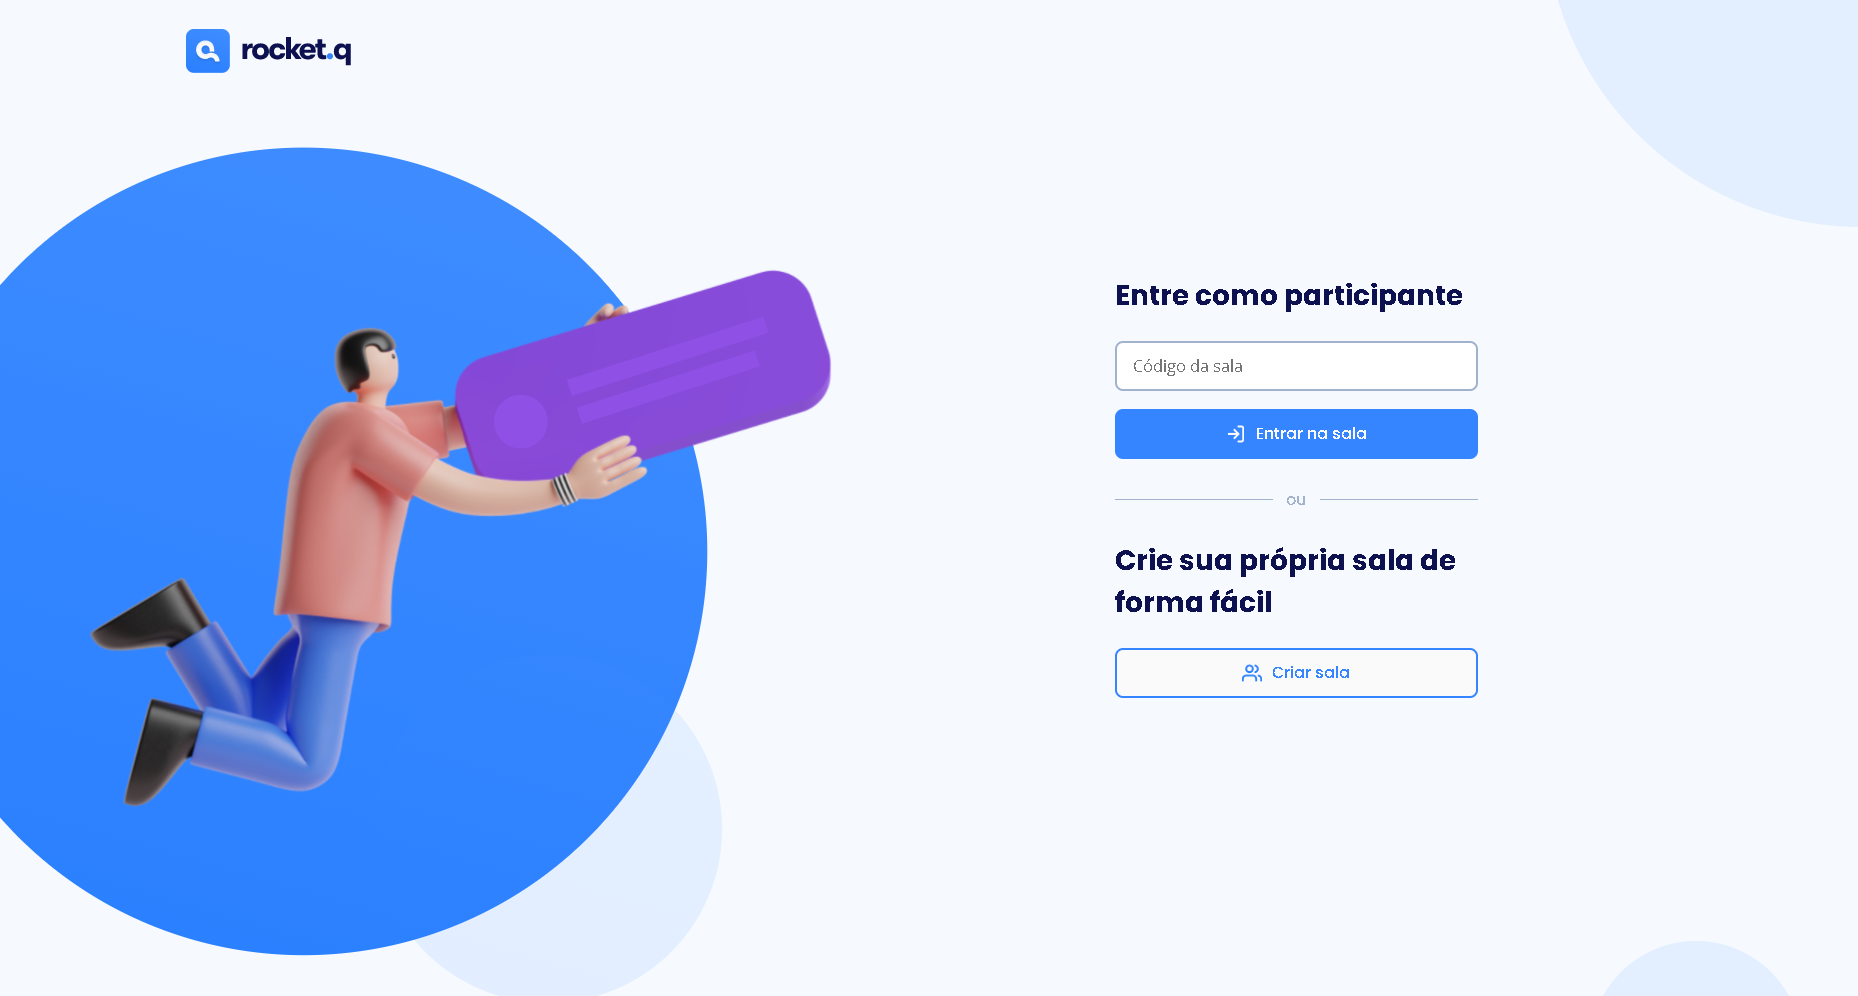 rocket.q
Entre como participante
Código da sala
Entrar na sala
ou
Crie sua própria sala de
forma fácil
Criar sala